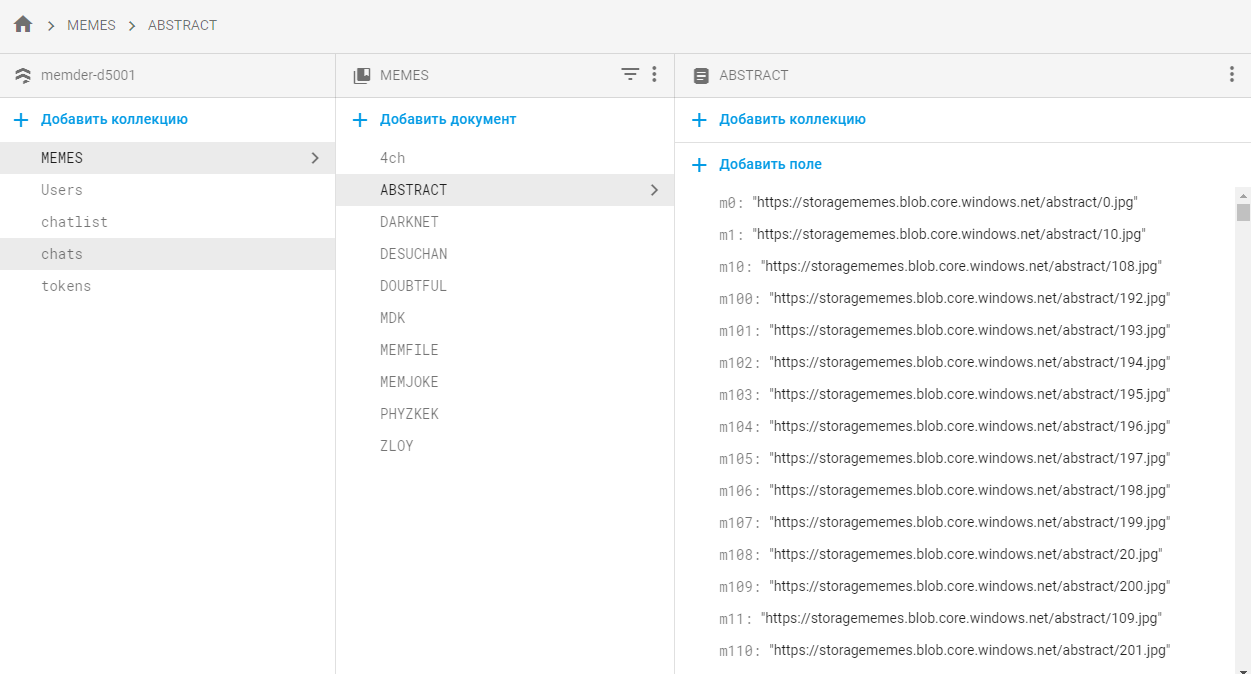 MEMES ABSTRACT
memder-d5001
Добавить коллекцию
MEMES
Users
chatlist
chats
tokens
MEMES
Добавить документ
4ch
ABSTRACT
DARKNET
DESUCHAN
DOUBTFUL
MDK
MEMFILE
MEMJOKE
PHYZKEK
ZLOY
ABSTRACT
Добавить коллекцию
Добавить поле
m0: "https://storagememes.blob.core.windows.net/abstract/0.jpg"
m1: "https://storagememes.blob.core.windows.net/abstract/10.jpg"
m10: "https://storagememes.blob.core.windows.net/abstract/108.jpg"
m100: "https://storagememes.blob.core.windows.net/abstract/192.jpg"
m101: "https://storagememes.blob.core.windows.net/abstract/193.jpg"
m102: "https://storagememes.blob.core.windows.net/abstract/194.jpg"
m103: "https://storagememes.blob.core.windows.net/abstract/195.jpg"
m104: "https://storagememes.blob.core.windows.net/abstract/196.jpg"
m105: "https://storagememes.blob.core.windows.net/abstract/197.jpg"
m106: "https://storagememes.blob.core.windows.net/abstract/198.jpg"
m107: "https://storagememes.blob.core.windows.net/abstract/199.jpg"
m108: "https://storagememes.blob.core.windows.net/abstract/20.jpg"
m109: "https://storagememes.blob.core.windows.net/abstract/200.jpg"
m11: "https://storagememes.blob.core.windows.net/abstract/109.jpg"
m110: "https://storagememes.blob.core.windows.net/abstract/201.jpg"